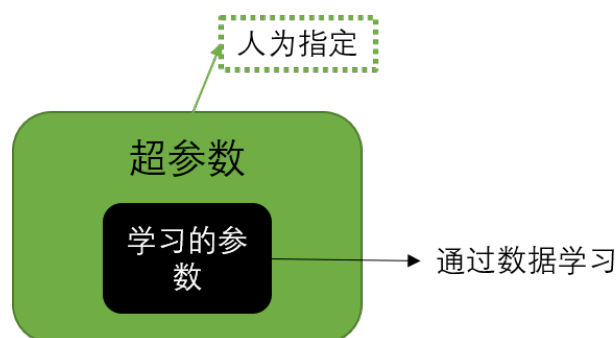 人为指定
超参数
学习的参
数
通过数据学习